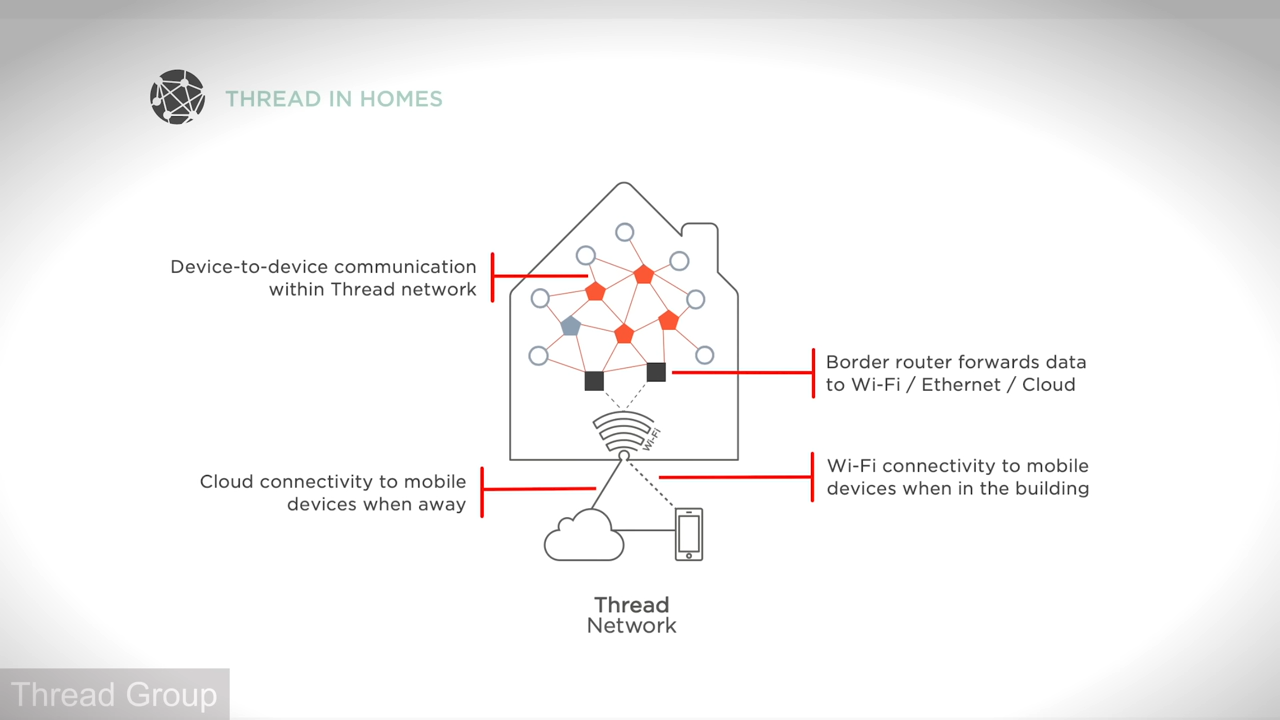 THREAD IN HOMES
Device-to-device communication
within Thread network
Border router forwards data
to Wi-Fi / Ethernet / Cloud
Wi-Fi
Cloud connectivity to mobile
devices when away
Wi-Fi connectivity to mobile
devices when in the building
Thread
Network
Thread Group